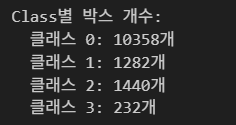 Class별 박스 개수:
클래스 0: 10358개
클래스 1: 1282개
클래스 2: 1440개
클래스 3: 232개